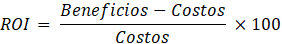 ROI = (Beneficios − Costos) / Costos × 100